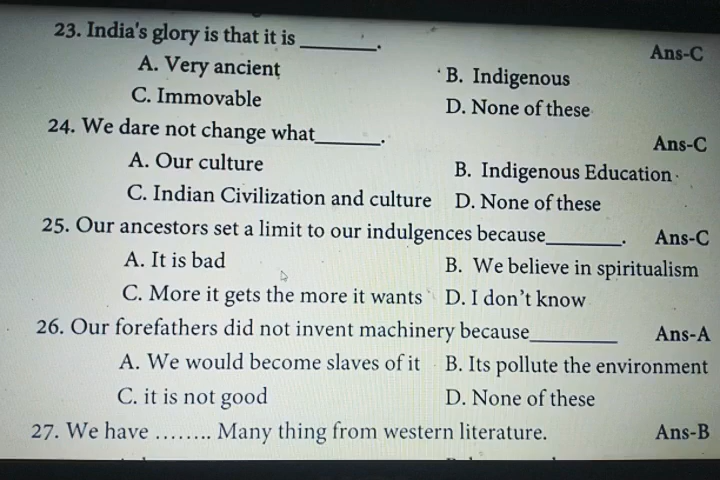 23. India's glory is that it is ________. Ans-C
A. Very ancient B. Indigenous
C. Immovable D. None of these
24. We dare not change what______. Ans-C
A. Our culture B. Indigenous Education
C. Indian Civilization and culture D. None of these
25. Our ancestors set a limit to our indulgences because_______. Ans-C
A. It is bad B. We believe in spiritualism
C. More it gets the more it wants D. I don't know
26. Our forefathers did not invent machinery because________ Ans-A
A. We would become slaves of it B. Its pollute the environment
C. it is not good D. None of these
27. We have ........ Many thing from western literature. Ans-B